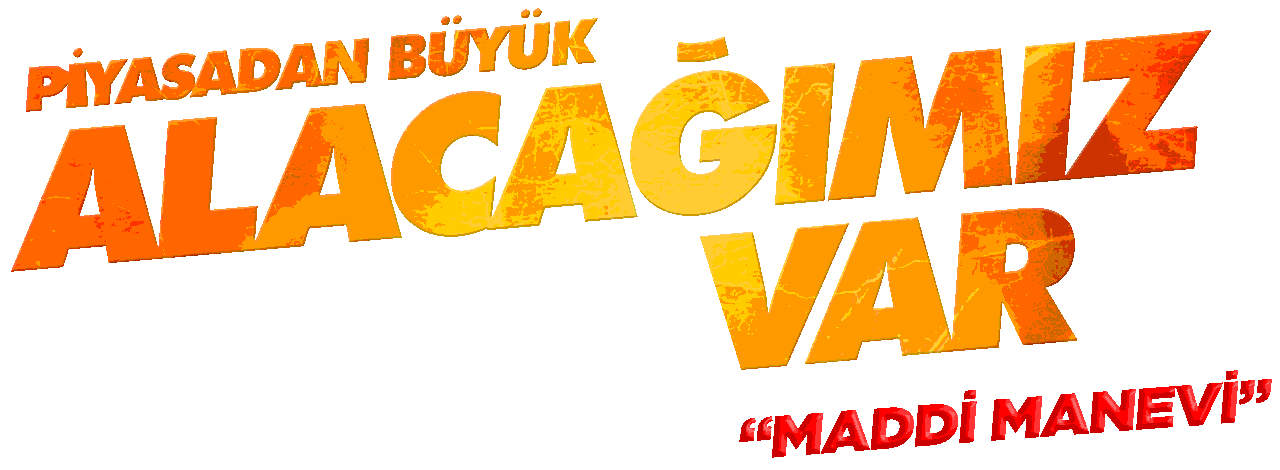 PİYASADAN BÜYÜK
ALACAĞIMIZ
VAR
“MADDİ MANEVİ”